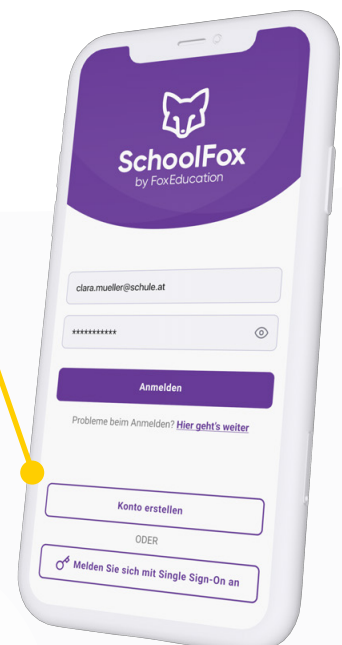 SchoolFox
by FoxEducation
clara.mueller@schule.at
***********
Anmelden
Probleme beim Anmelden? Hier geht's weiter
Konto erstellen
ODER
Melden Sie sich mit Single Sign-On an